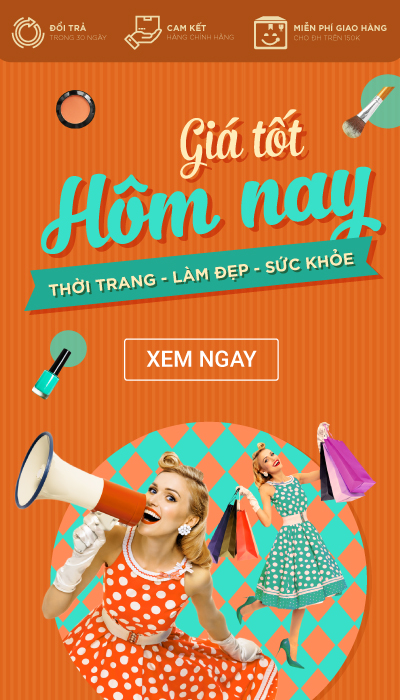 ĐỔI TRẢ
TRONG 30 NGÀY
CAM KẾT
HÀNG CHÍNH HÃNG
MIỄN PHÍ GIAO HÀNG
CHO ĐH TRÊN 150K
Giá tốt
Hôm nay
THỜI TRANG - LÀM ĐẸP - SỨC KHỎE
XEM NGAY